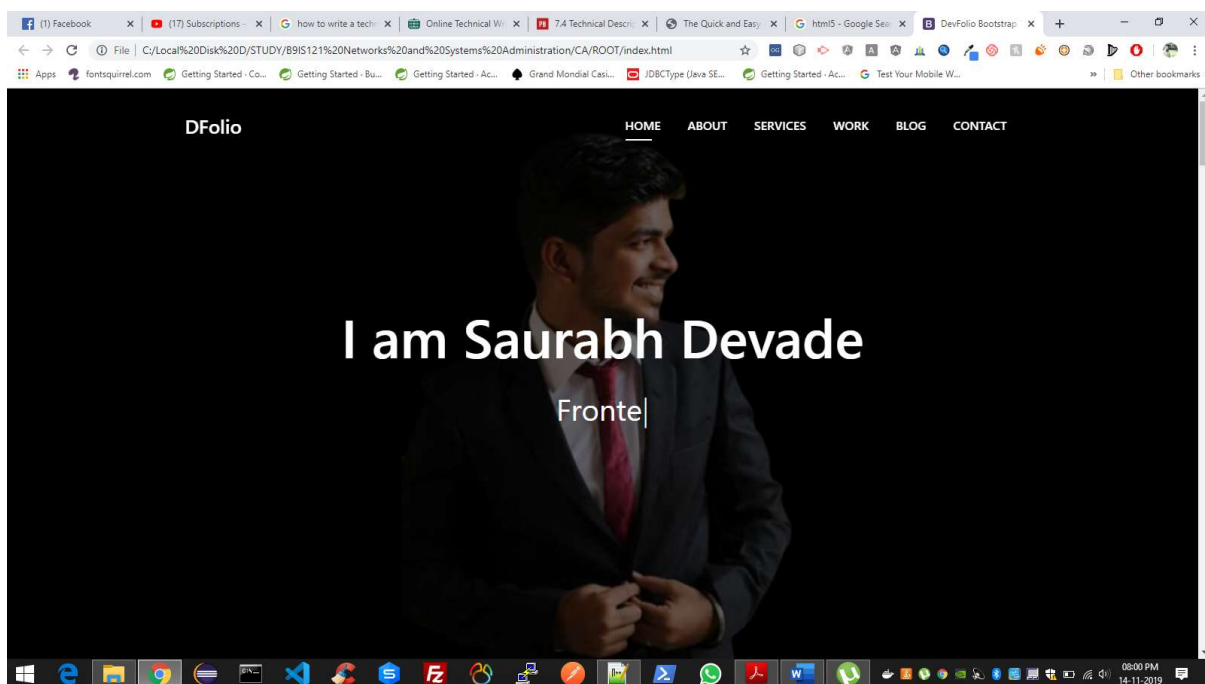 (1) Facebook
(17) Subscriptions -
how to write a techn
Online Technical Wr
7.4 Technical Descrip
The Quick and Easy
html5 - Google Sear
DevFolio Bootstrap
File | C:/Local%20Disk%20D/STUDY/B9IS121%20Networks%20and%20Systems%20Administration/CA/ROOT/index.html
Apps fontsquirrel.com Getting Started · Co... Getting Started · Bu... Getting Started · Ac... Grand Mondial Casi... JDBCType (Java SE... Getting Started · Ac... Test Your Mobile W... » Other bookmarks
DFolio
HOME ABOUT SERVICES WORK BLOG CONTACT
I am Saurabh Devade
Fronte|
08:00 PM
14-11-2019